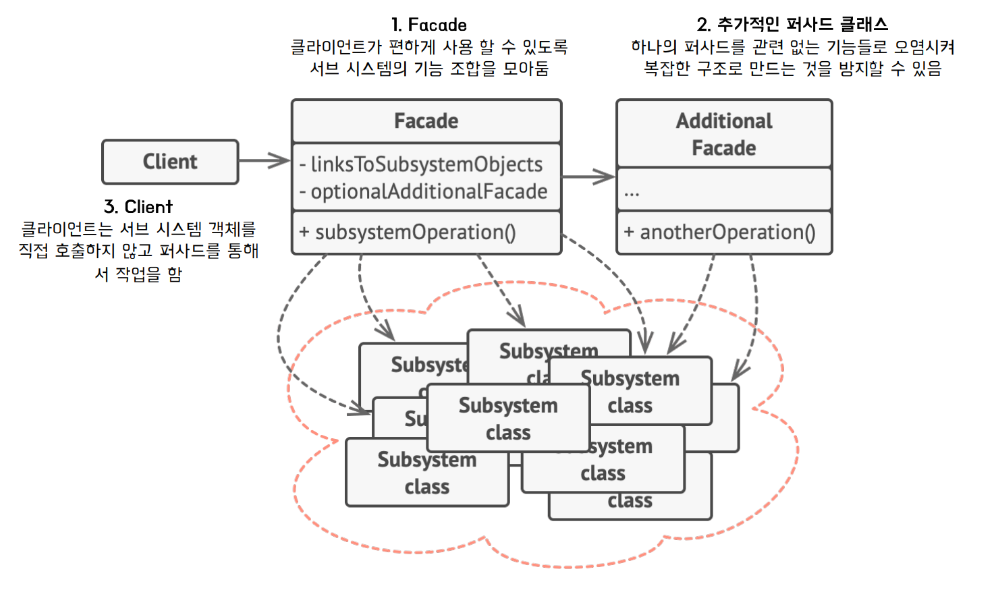 1. Facade
클라이언트가 편하게 사용 할 수 있도록
서브 시스템의 기능 조합을 모아둠
2. 추가적인 퍼사드 클래스
하나의 퍼사드를 관련 없는 기능들로 오염시켜
복잡한 구조로 만드는 것을 방지할 수 있음
Client
3. Client
클라이언트는 서브 시스템 객체를
직접 호출하지 않고 퍼사드를 통해
서 작업을 함
Facade
- linksToSubsystemObjects
- optionalAdditionalFacade
+ subsystemOperation()
Additional
Facade
...
+ anotherOperation()
Subsystem
class
Subsystem
class
Subsystem
class
Subsystem
class
Subsystem
class
class